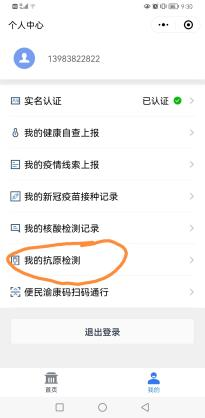 9:30
个人中心
13983822822
实名认证 已认证
我的健康自查上报
我的疫情线索上报
我的新冠疫苗接种记录
我的核酸检测记录
我的抗原检测
便民渝康码扫码通行
退出登录
首页 我的